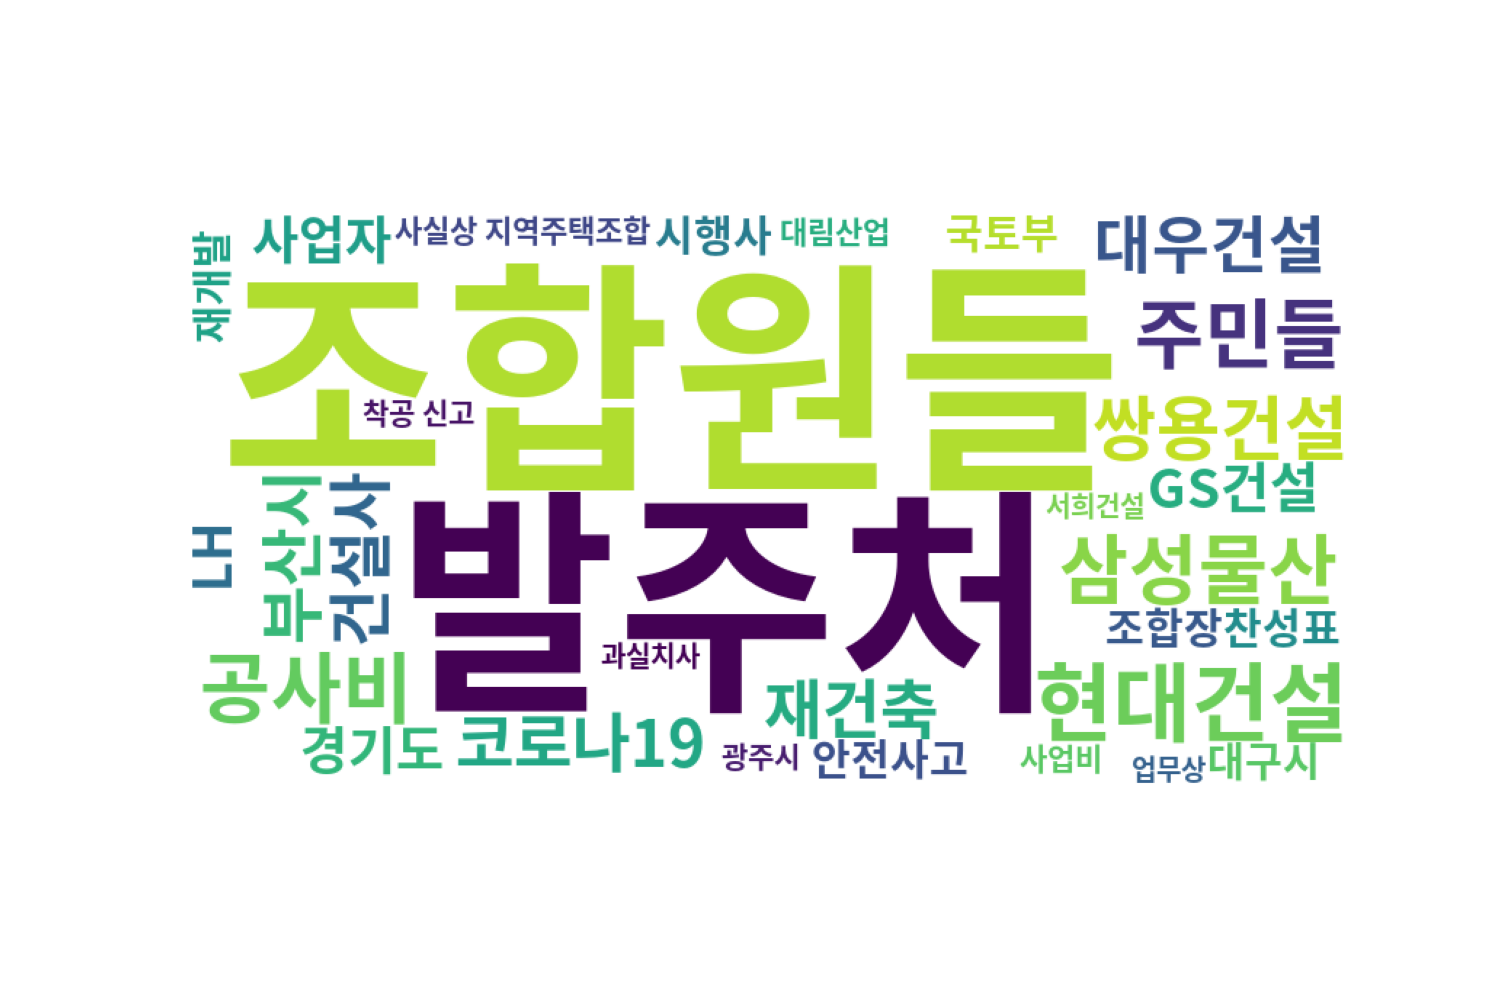 재개발
사업자
사실상
지역주택조합
시행사
대림산업
국토부
대우건설
조합원들
주민들
착공 신고
쌍용건설
GS건설
서희건설
LH
부산시
건설사
발주처
삼성물산
조합장
찬성표
과실치사
공사비
현대건설
재건축
경기도
코로나19
광주시
안전사고
사업비
업무상
대구시